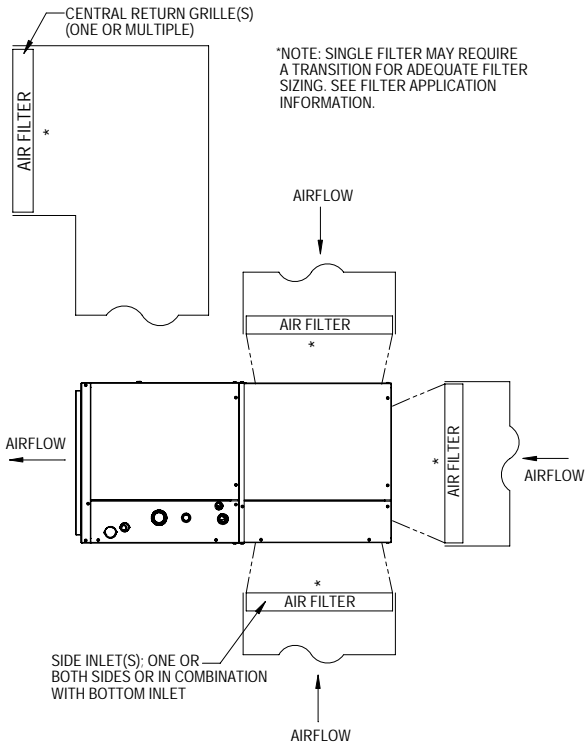 CENTRAL RETURN GRILLE(S)
(ONE OR MULTIPLE)
*NOTE: SINGLE FILTER MAY REQUIRE
A TRANSITION FOR ADEQUATE FILTER
SIZING. SEE FILTER APPLICATION
INFORMATION.
AIR FILTER
*
AIRFLOW
AIR FILTER
*
AIRFLOW
*
AIR FILTER
AIRFLOW
*
AIR FILTER
SIDE INLET(S); ONE OR
BOTH SIDES OR IN COMBINATION
WITH BOTTOM INLET
AIRFLOW